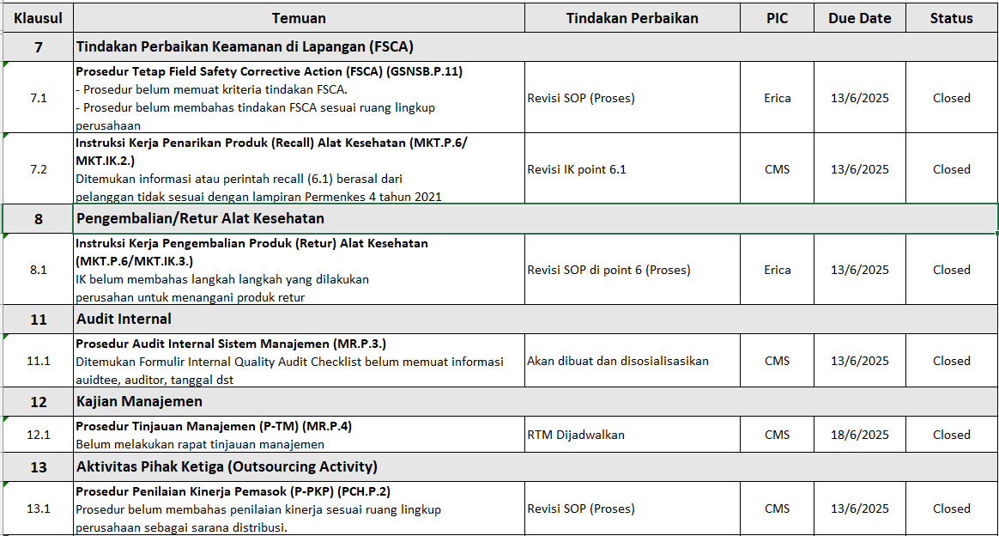 Klausul Temuan Tindakan Perbaikan PIC Due Date Status
7 Tindakan Perbaikan Keamanan di Lapangan (FSCA)
Prosedur Tetap Field Safety Corrective Action (FSCA) (GSNSB.P.11)
- Prosedur belum memuat kriteria tindakan FSCA.
7.1 - Prosedur belum membahas tindakan FSCA sesuai ruang lingkup Revisi SOP (Proses) Erica 13/6/2025 Closed
perusahaan
Instruksi Kerja Penarikan Produk (Recall) Alat Kesehatan (MKT.P.6/
MKT.IK.2.)
7.2 Ditemukan informasi atau perintah recall (6.1) berasal dari Revisi IK point 6.1 CMS 13/6/2025 Closed
pelanggan tidak sesuai dengan lampiran Permenkes 4 tahun 2021
8 Pengembalian/Retur Alat Kesehatan
Instruksi Kerja Pengembalian Produk (Retur) Alat Kesehatan
(MKT.P.6/MKT.IK.3.)
8.1 IK belum membahas langkah langkah yang dilakukan Revisi SOP di point 6 (Proses) Erica 13/6/2025 Closed
perusahan untuk menangani produk retur
11 Audit Internal
Prosedur Audit Internal Sistem Manajemen (MR.P.3.)
11.1 Ditemukan Formulir Internal Quality Audit Checklist belum memuat informasi Akan dibuat dan disosialisasikan CMS 13/6/2025 Closed
auidtee, auditor, tanggal dst
12 Kajian Manajemen
Prosedur Tinjauan Manajemen (P-TM) (MR.P.4)
12.1 Belum melakukan rapat tinjauan manajemen RTM Dijadwalkan CMS 18/6/2025 Closed
13 Aktivitas Pihak Ketiga (Outsourcing Activity)
Prosedur Penilaian Kinerja Pemasok (P-PKP) (PCH.P.2)
13.1 Prosedur belum membahas penilaian kinerja sesuai ruang lingkup Revisi SOP (Proses) CMS 13/6/2025 Closed
perusahaan sebagai sarana distribusi.